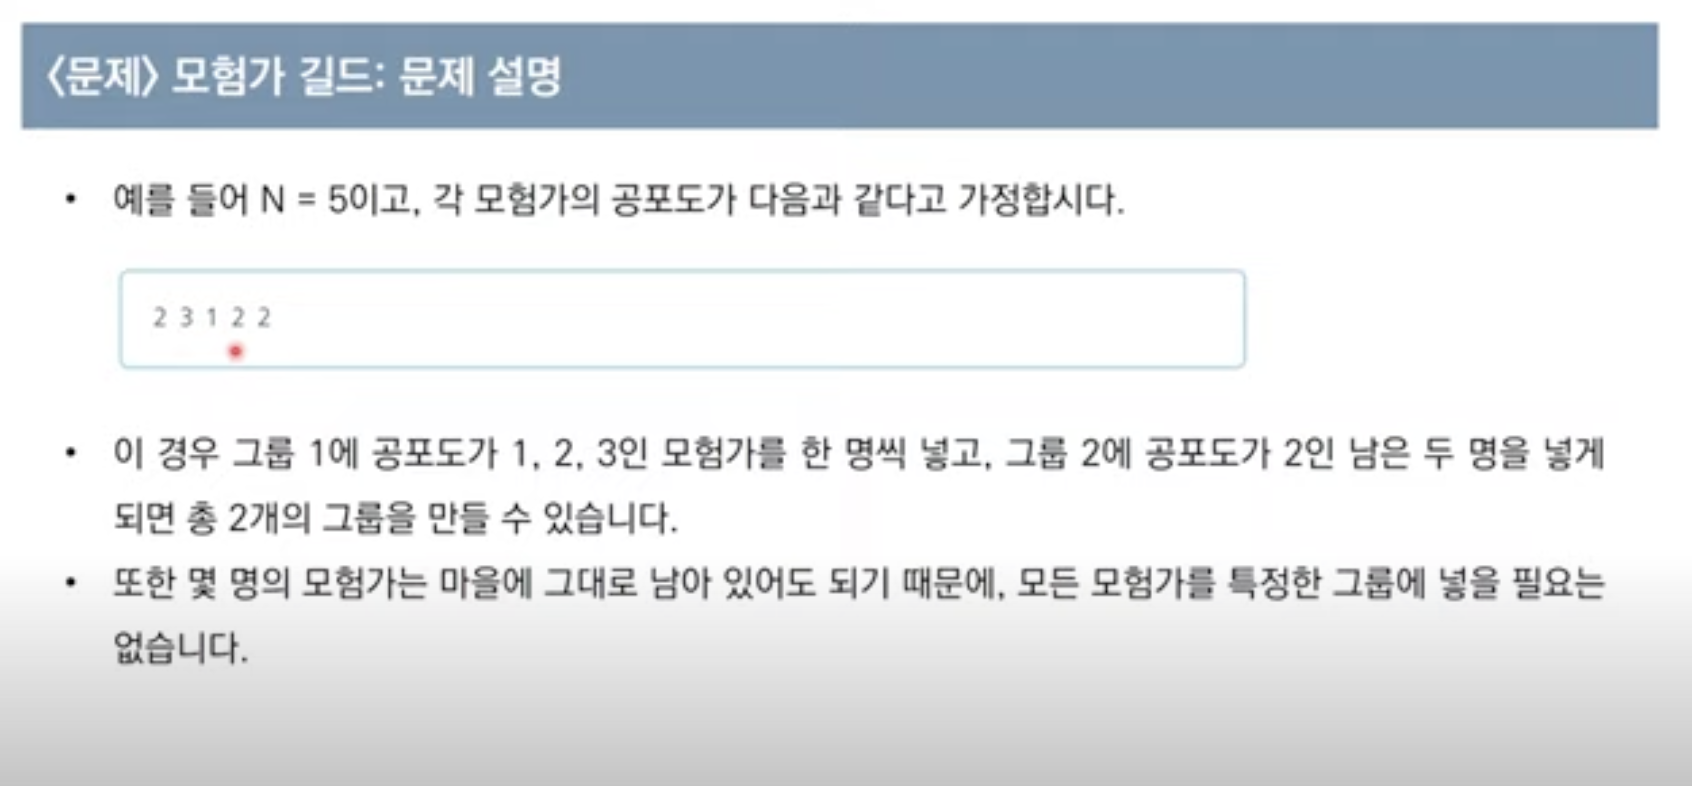 〈문제〉 모험가 길드: 문제 설명
• 예를 들어 N = 5이고, 각 모험가의 공포도가 다음과 같다고 가정합시다.
2 3 1 2 2
• 이 경우 그룹 1에 공포도가 1, 2, 3인 모험가를 한 명씩 넣고, 그룹 2에 공포도가 2인 남은 두 명을 넣게
되면 총 2개의 그룹을 만들 수 있습니다.
• 또한 몇 명의 모험가는 마을에 그대로 남아 있어도 되기 때문에, 모든 모험가를 특정한 그룹에 넣을 필요는
없습니다.